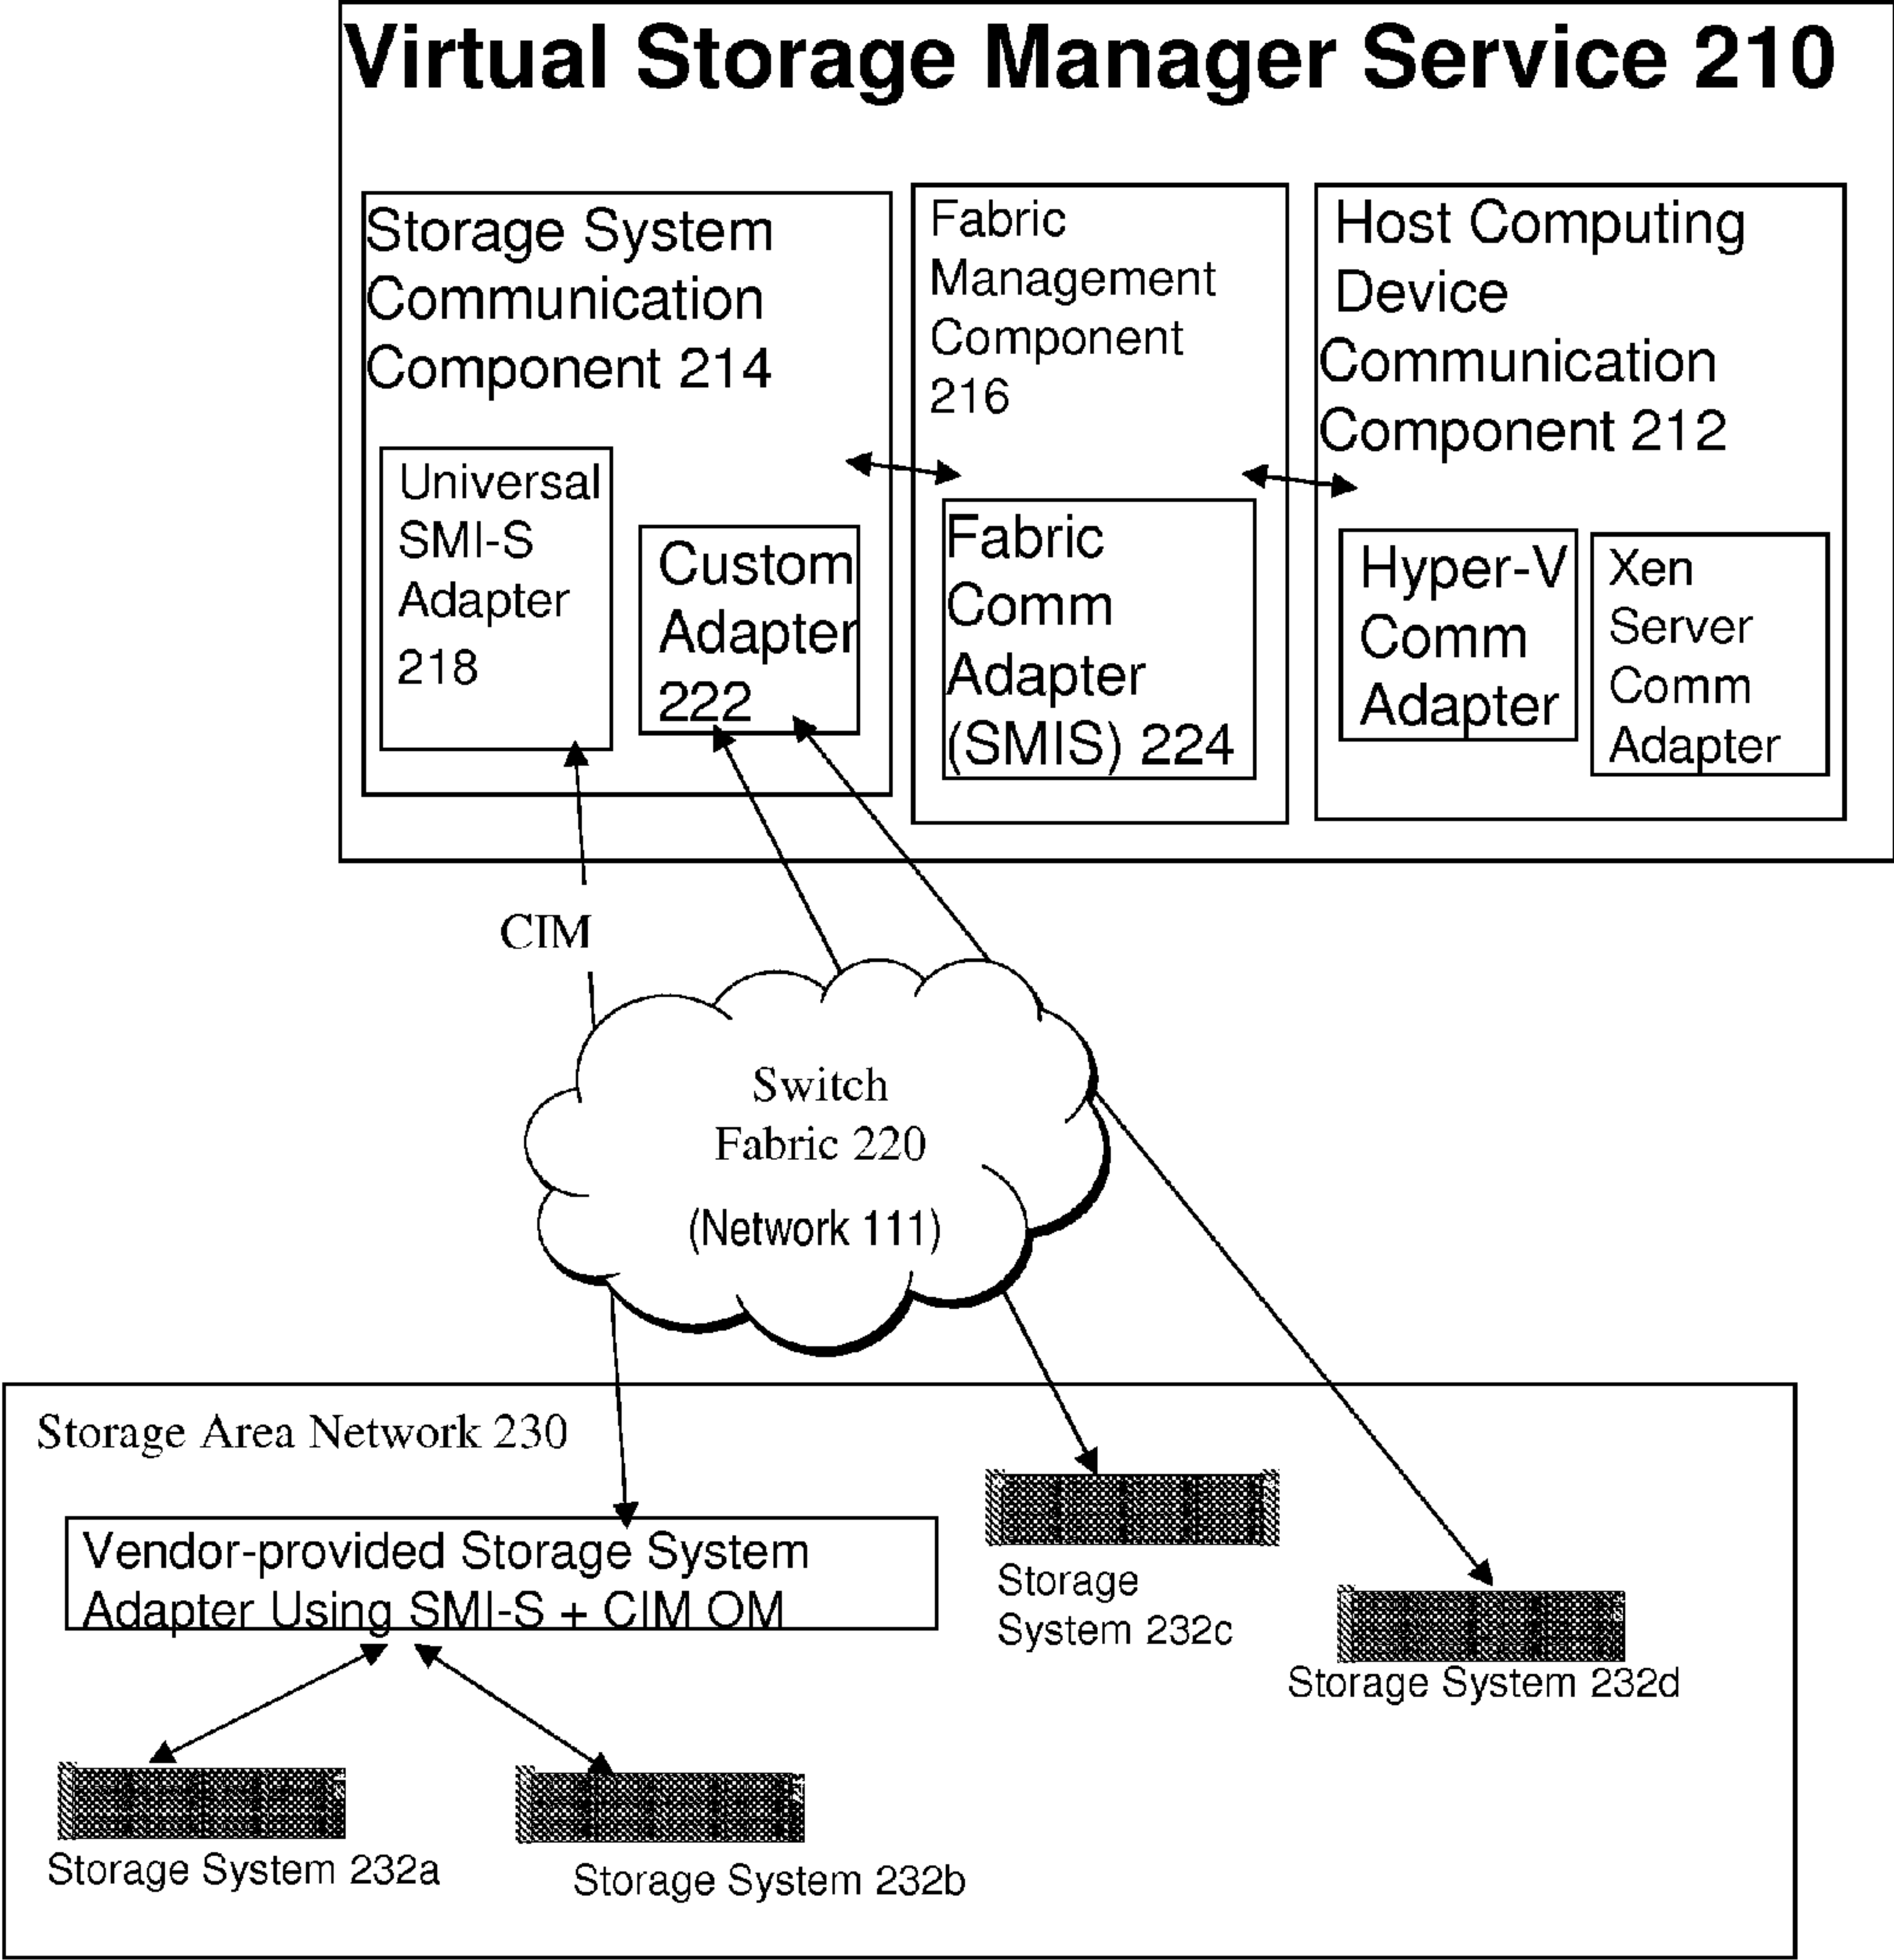 Virtual Storage Manager Service 210
Storage System
Communication
Component 214
Universal
SMI-S
Adapter
218
Custom
Adapter
222
Fabric
Management
Component
216
Fabric
Comm
Adapter
(SMIS) 224
Host Computing
Device
Communication
Component 212
Hyper-V
Comm
Adapter
Xen
Server
Comm
Adapter
CIM
Switch
Fabric 220
(Network 111)
Storage Area Network 230
Vendor-provided Storage System
Adapter Using SMI-S + CIM OM
Storage
System 232c
Storage System 232d
Storage System 232a
Storage System 232b